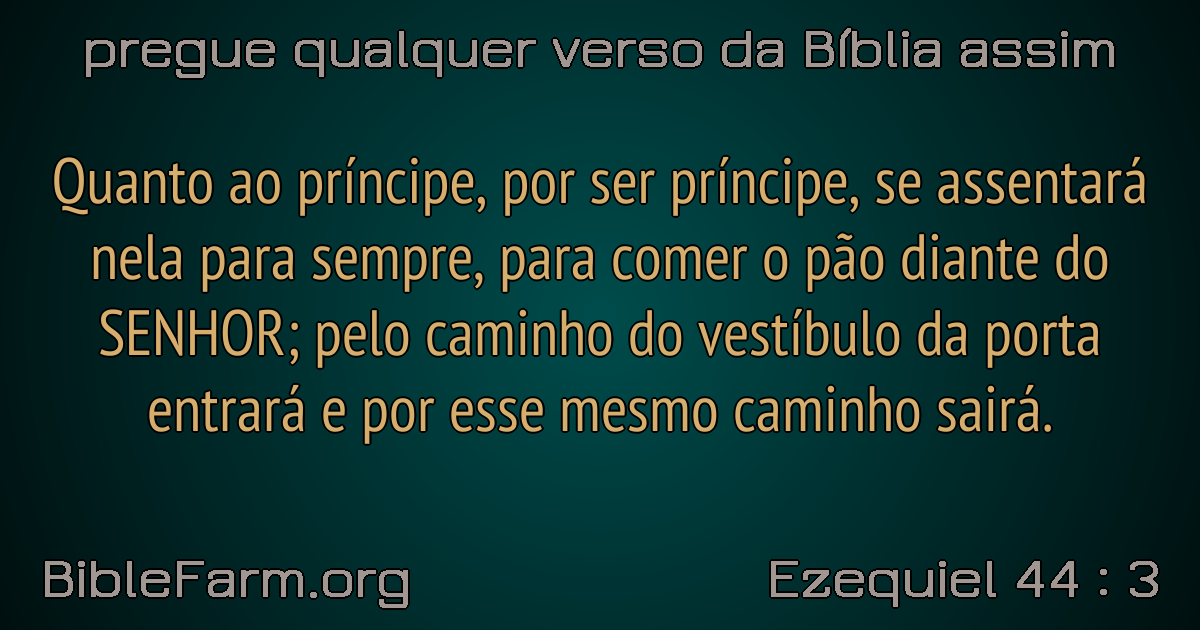 pregue qualquer verso da Bíblia assim
Quanto ao príncipe, por ser príncipe, se assentará
nela para sempre, para comer o pão diante do
SENHOR; pelo caminho do vestíbulo da porta
entrará e por esse mesmo caminho sairá.
BibleFarm.org
Ezequiel 44 : 3